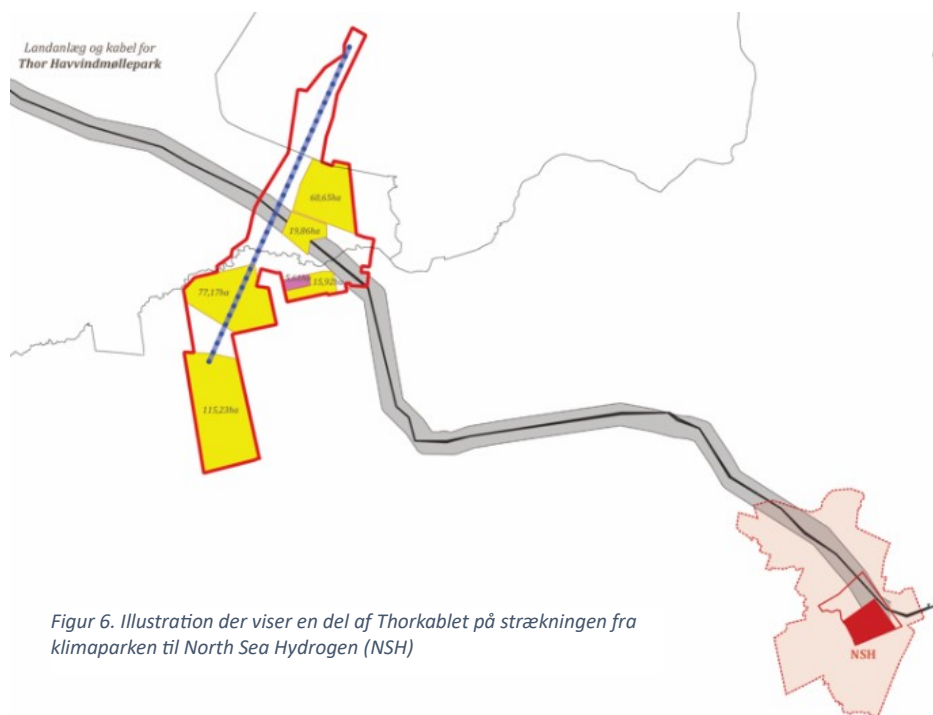 Landanlæg og kabel for
Thor Havvindmøllepark
60,65ha
19,86ha
77,17ha
15,92ha
115,23ha
NSH
Figur 6. Illustration der viser en del af Thorkablet på strækningen fra
klimaparken til North Sea Hydrogen (NSH)